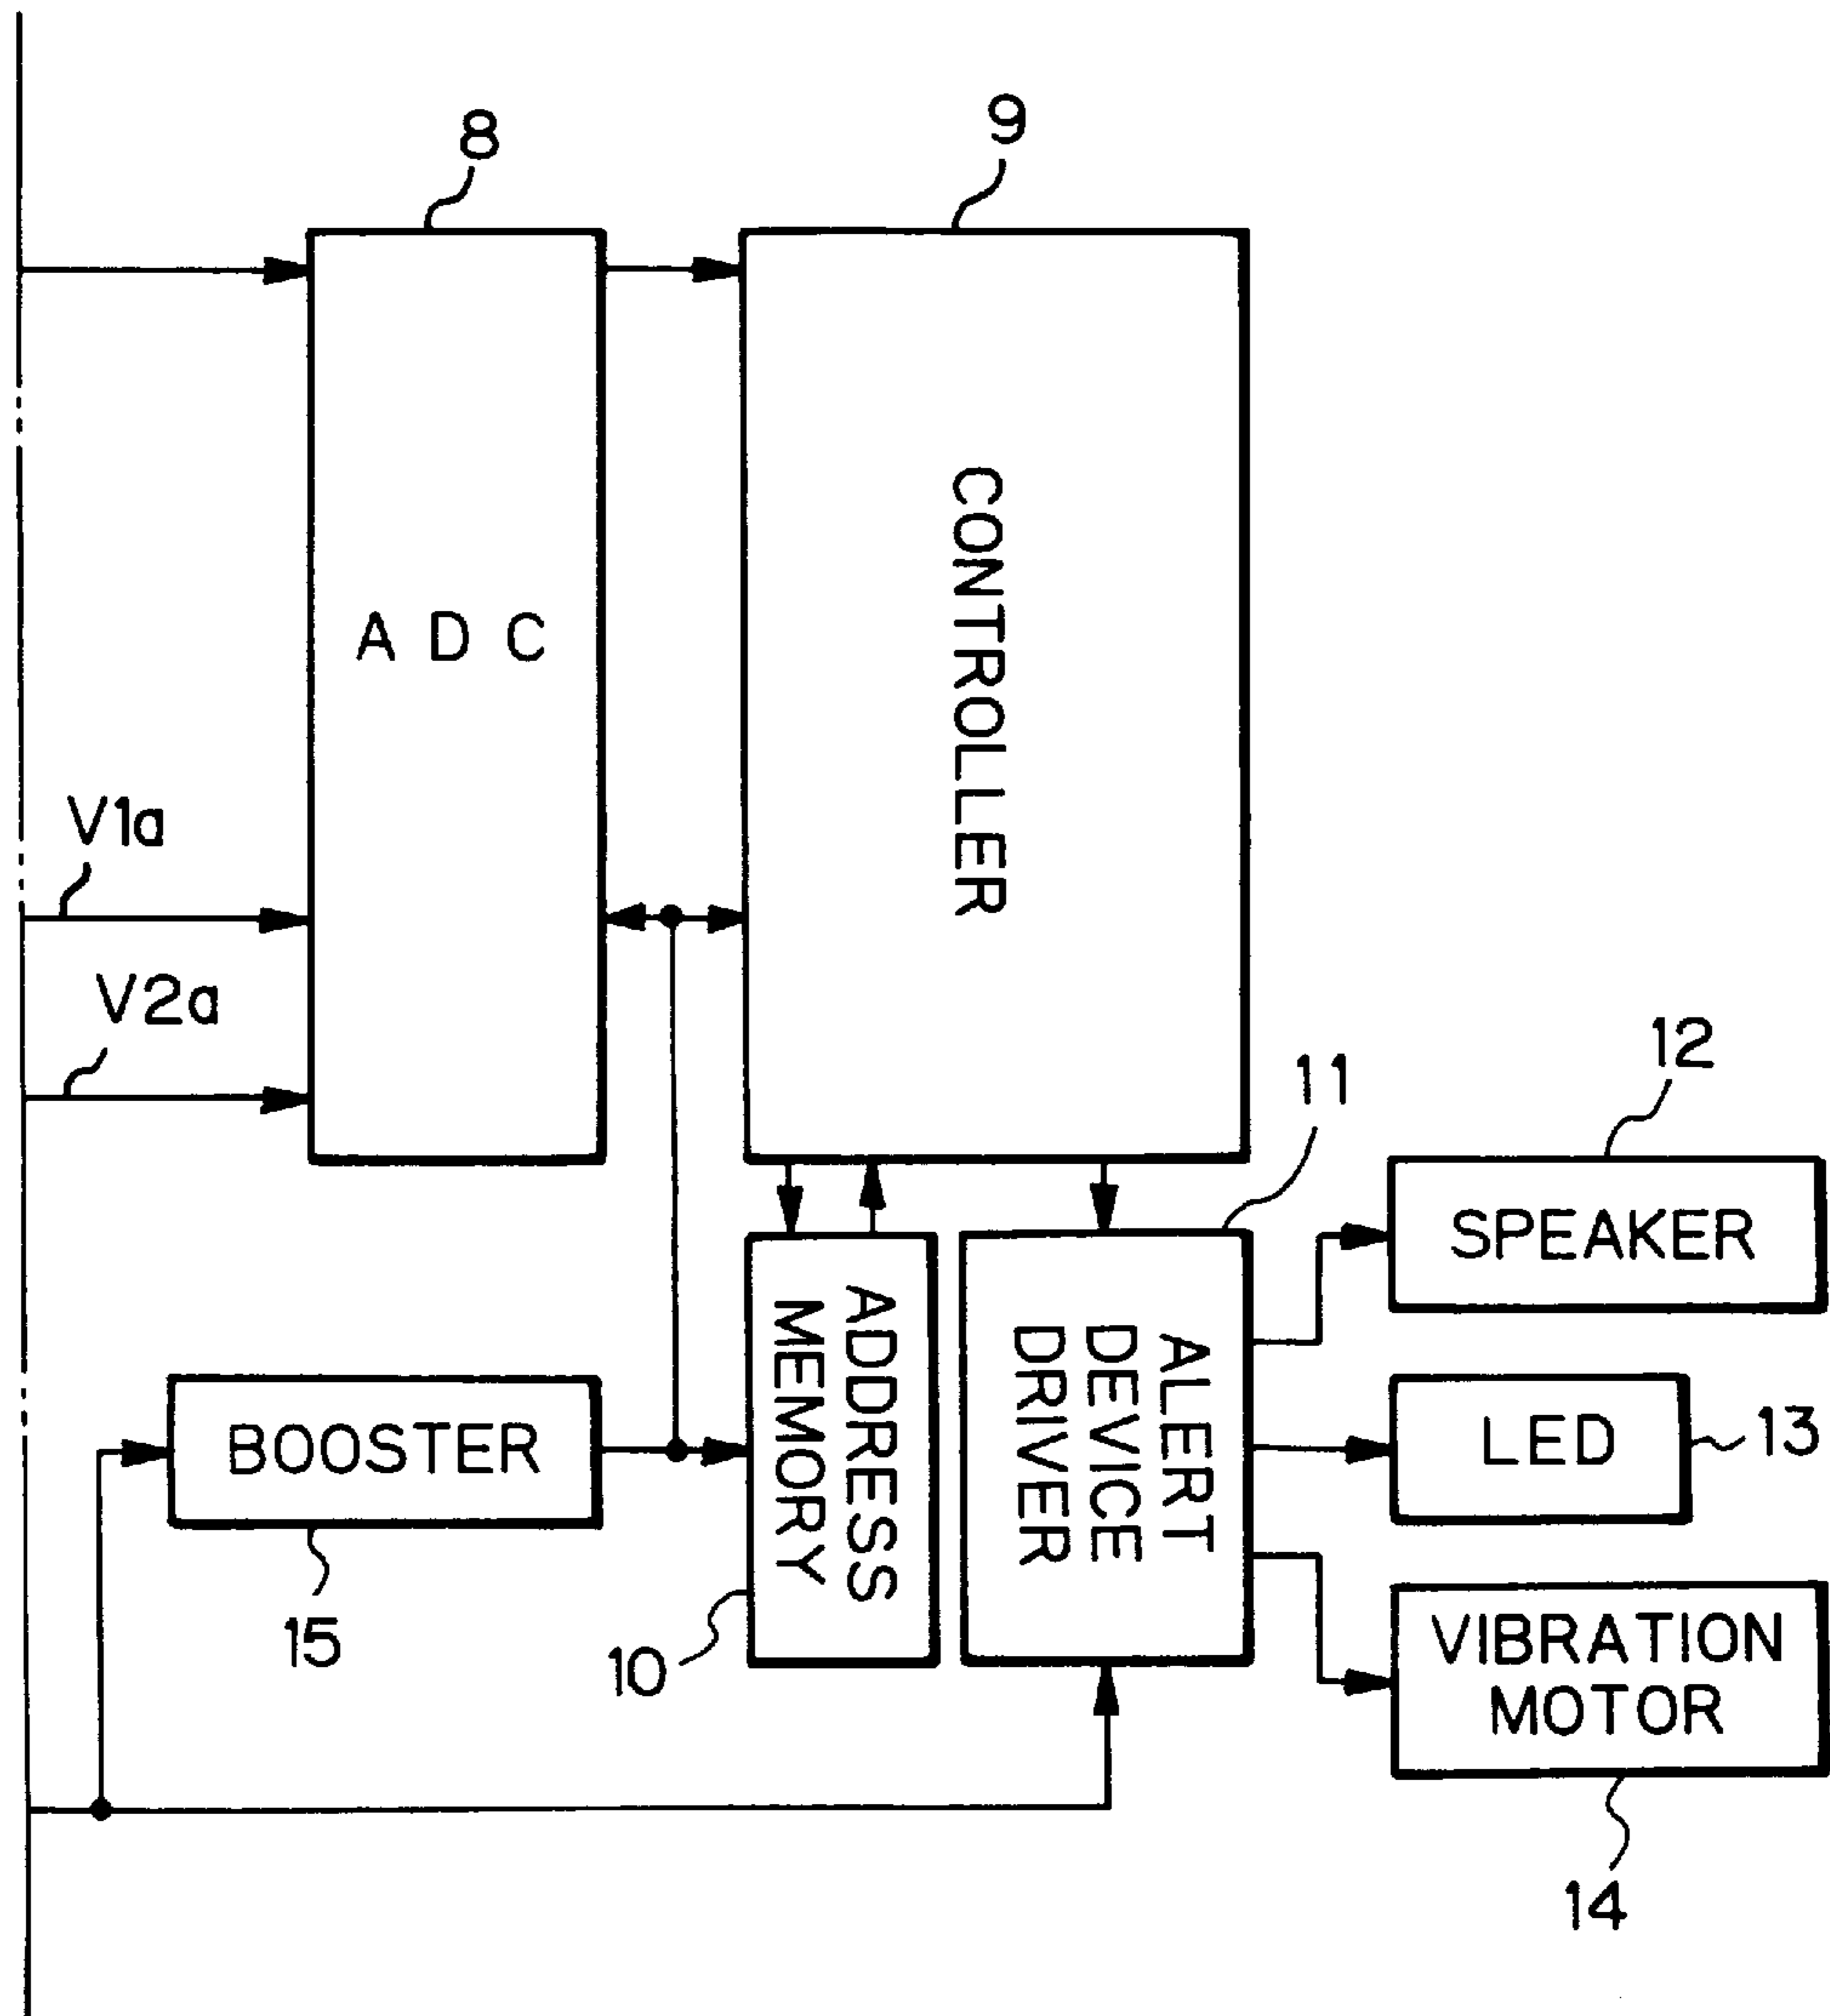 8
9
A D C
CONTROLLER
V1a
V2a
11
12
SPEAKER
ADDRESS
MEMORY
ALERT
DEVICE
DRIVER
BOOSTER
LED
13
15
10
VIBRATION
MOTOR
14